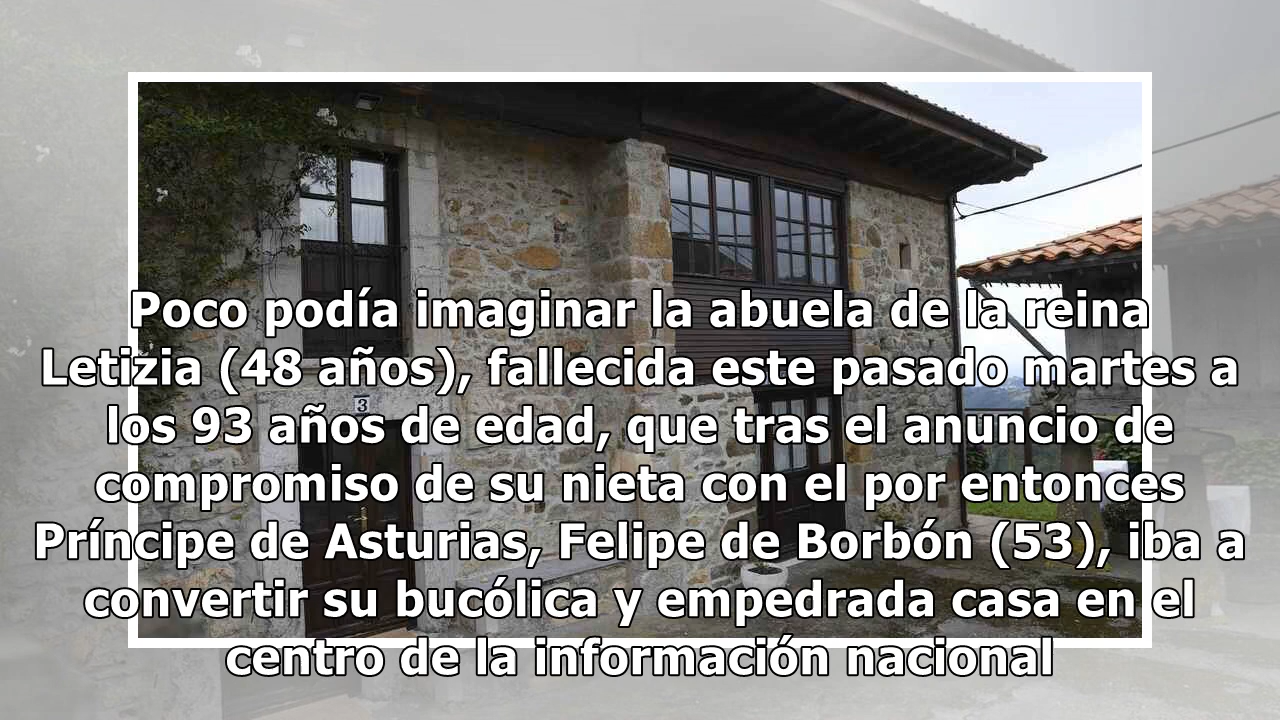 Poco podía imaginar la abuela de la reina
Letizia (48 años), fallecida este pasado martes a
3
los 93 años de edad, que tras el anuncio de
compromiso de su nieta con el por entonces
Príncipe de Asturias, Felipe de Borbón (53), iba a
convertir su bucólica y empedrada casa en el
centro de la información nacional